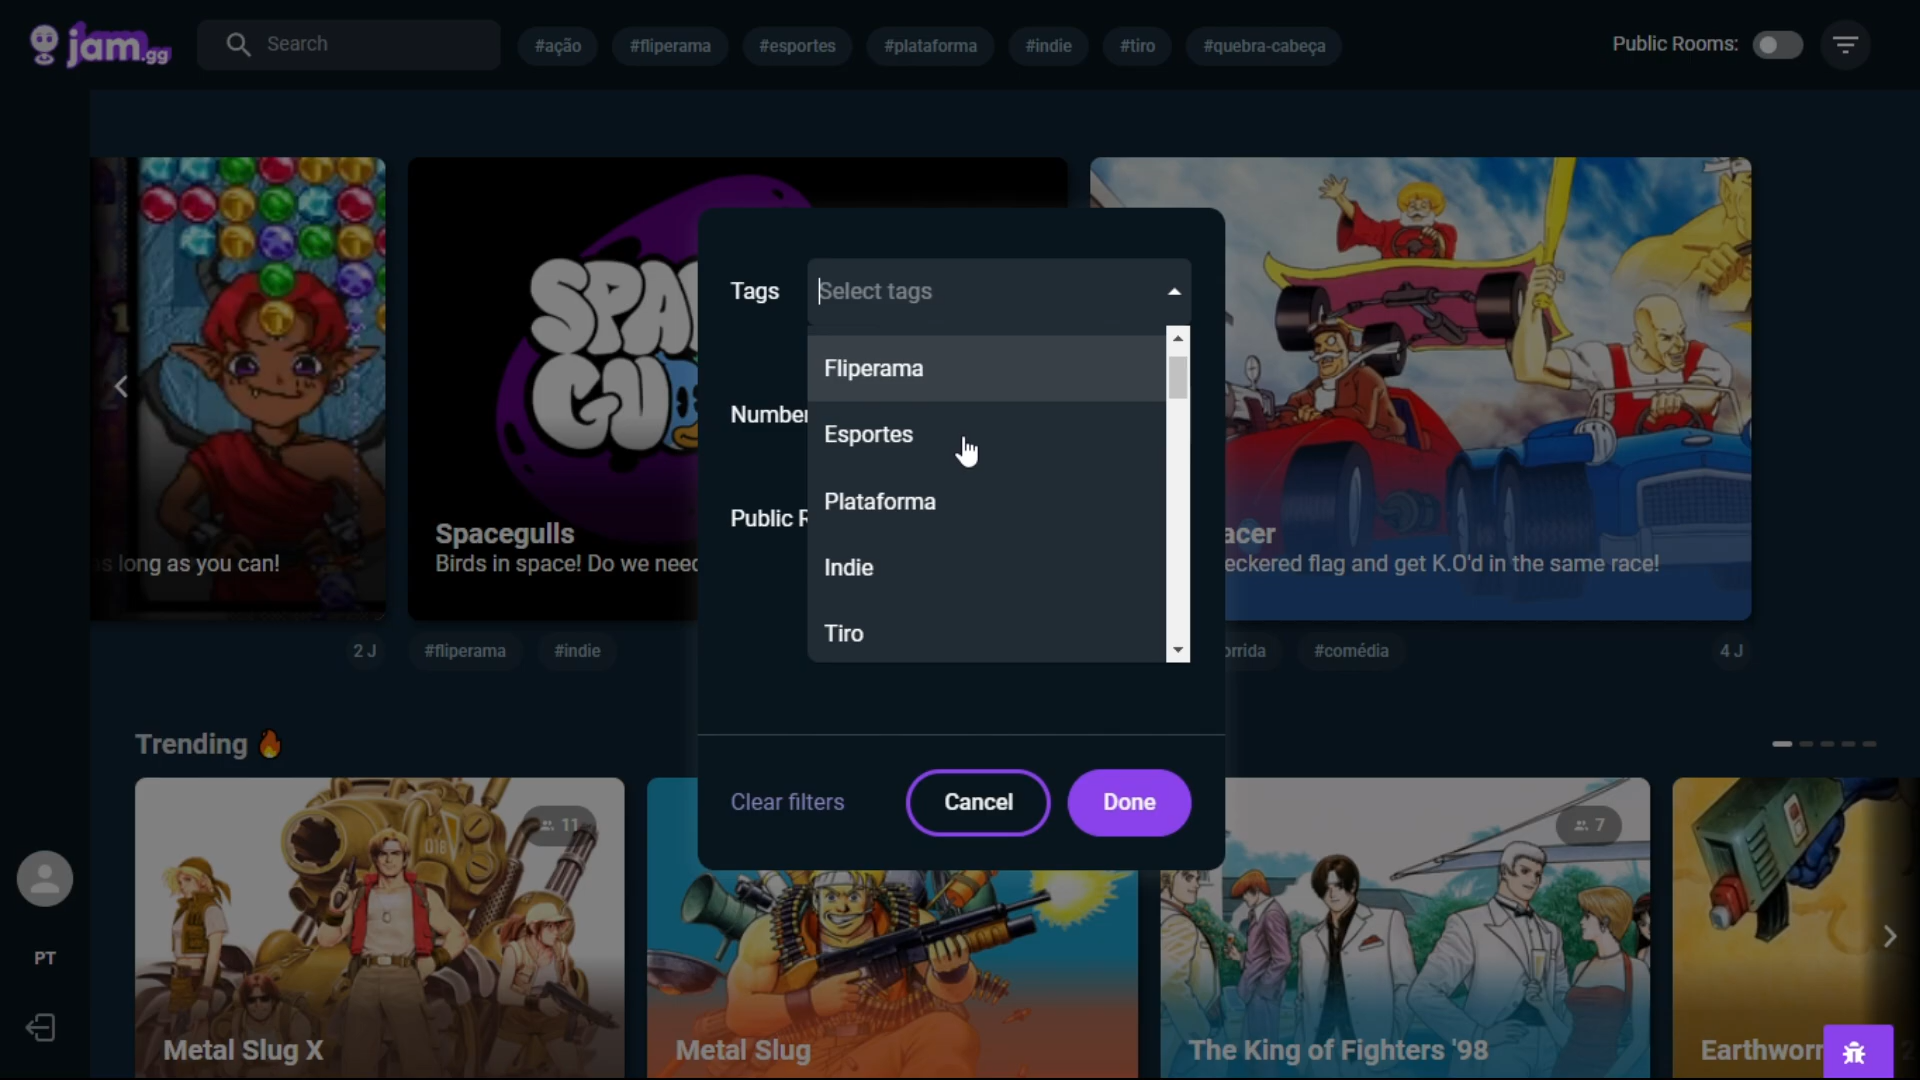 jam.gg
Search
#ação
#fliperama
#esportes
#plataforma
#indie
#tiro
#quebra-cabeça
Public Rooms:
Tags
Select tags
Fliperama
Esportes
Plataforma
Indie
Tiro
Number
Public R
Clear filters
Cancel
Done
s long as you can!
2 J
SPA
GU
Spacegulls
Birds in space! Do we need
#fliperama
#indie
acer
eckered flag and get K.O'd in the same race!
orrida
#comédia
4 J
Trending
11
Metal Slug X
Metal Slug
7
The King of Fighters '98
Earthworm
PT